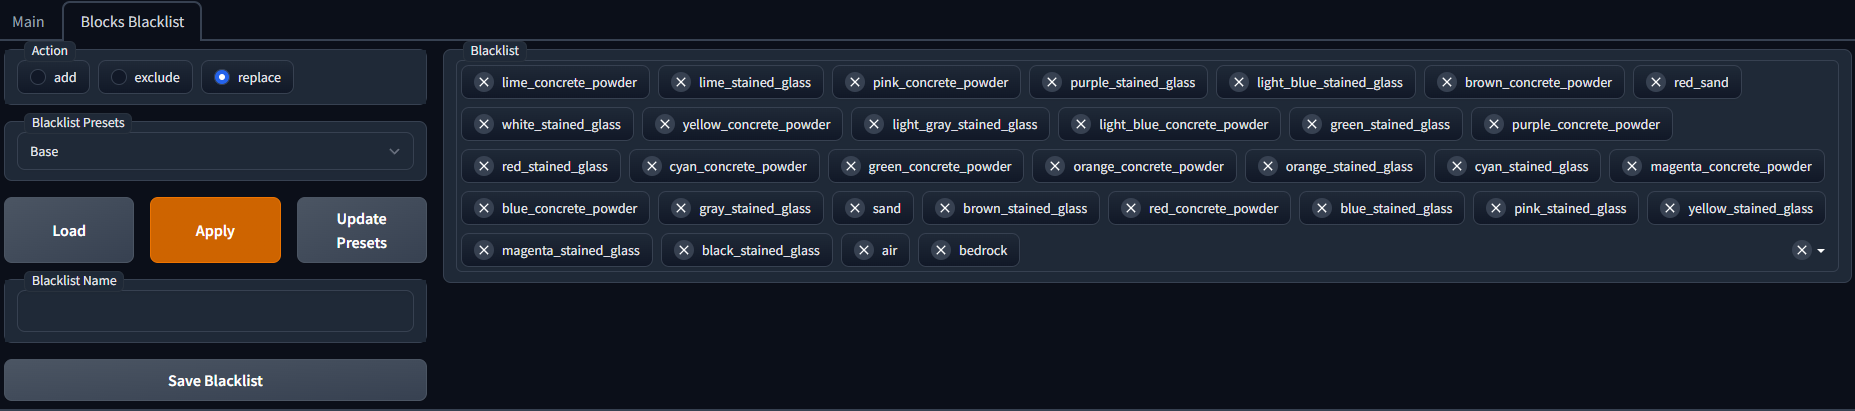 Main
Blocks Blacklist
Action
add
exclude
replace
Blacklist Presets
Base
Load
Apply
Update
Presets
Blacklist Name
Save Blacklist
Blacklist
lime_concrete_powder lime_stained_glass pink_concrete_powder purple_stained_glass light_blue_stained_glass brown_concrete_powder red_sand
white_stained_glass yellow_concrete_powder light_gray_stained_glass light_blue_concrete_powder green_stained_glass purple_concrete_powder
red_stained_glass cyan_concrete_powder green_concrete_powder orange_concrete_powder orange_stained_glass cyan_stained_glass magenta_concrete_powder
blue_concrete_powder gray_stained_glass sand brown_stained_glass red_concrete_powder blue_stained_glass pink_stained_glass yellow_stained_glass
magenta_stained_glass black_stained_glass air bedrock